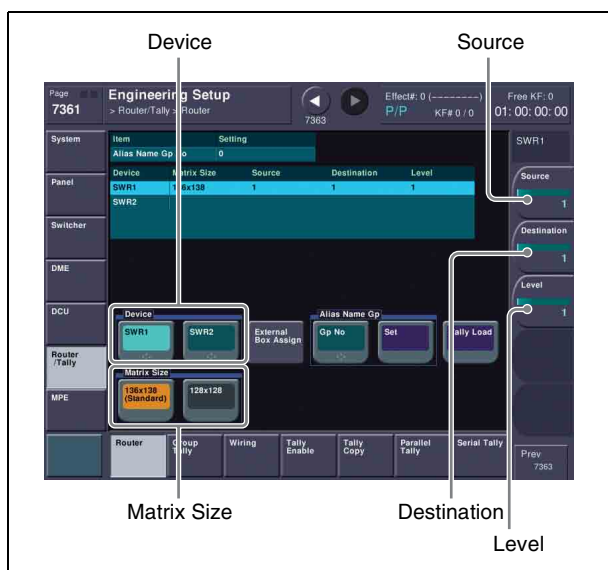 Device
Source
Page
7361
Engineering Setup
> Router/Tally > Router
7363
Effect#: 0 (--------)
P/P KF# 0 / 0
Free KF: 0
01: 00: 00: 00
System
Panel
Switcher
DME
DCU
Router
/Tally
MPE
Item Setting
Alias Name Gp No 0
Device Matrix Size Source Destination Level
SWR1 136x138 1 1 1
SWR2
SWR1
Source
1
Destination
1
Level
1
Device
SWR1
SWR2
External
Box Assign
Alias Name Gp
Gp No
Set
Tally Load
Matrix Size
136x138
(Standard)
128x128
Router
Group
Tally
Wiring
Tally
Enable
Tally
Copy
Parallel
Tally
Serial Tally
Prev
7363
Matrix Size
Destination
Level